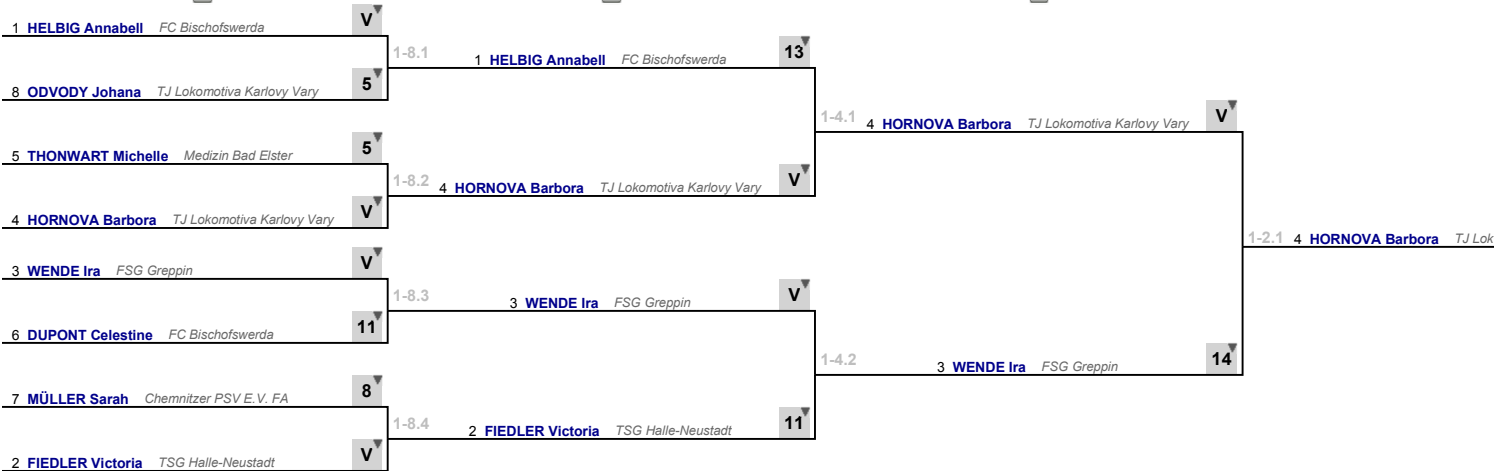 1 HELBIG Annabell FC Bischofswerda V
1-8.1
1 HELBIG Annabell FC Bischofswerda 13
8 ODVODY Johana TJ Lokomotiva Karlovy Vary 5
1-4.1 4 HORNOVA Barbora TJ Lokomotiva Karlovy Vary V
5 THONWART Michelle Medizin Bad Elster 5
1-8.2 4 HORNOVA Barbora TJ Lokomotiva Karlovy Vary V
4 HORNOVA Barbora TJ Lokomotiva Karlovy Vary V
1-2.1 4 HORNOVA Barbora TJ Lok
3 WENDE Ira FSG Greppin V
1-8.3 3 WENDE Ira FSG Greppin V
6 DUPONT Celestine FC Bischofswerda 11
1-4.2 3 WENDE Ira FSG Greppin 14
7 MÜLLER Sarah Chemnitzer PSV E.V. FA 8
1-8.4 2 FIEDLER Victoria TSG Halle-Neustadt 11
2 FIEDLER Victoria TSG Halle-Neustadt V